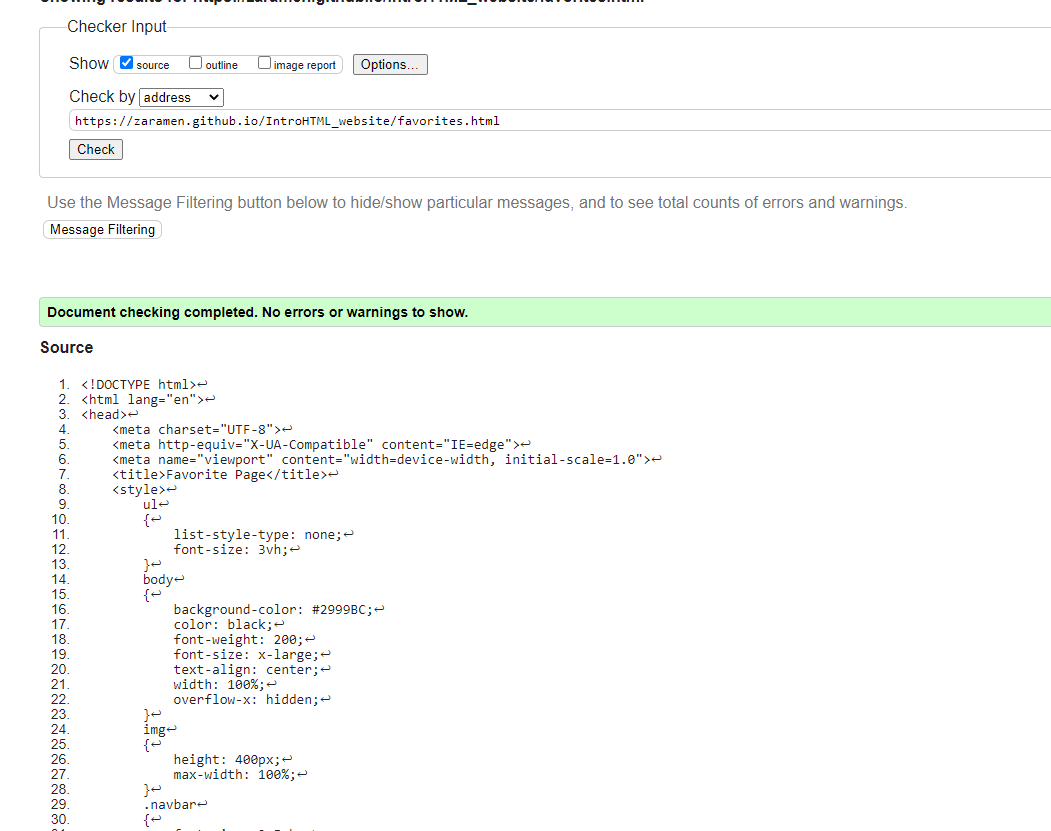 Showing results for https://zaramen.github.io/IntroHTML_website/favorites.html
Checker Input
Show source outline image report Options...
Check by address
https://zaramen.github.io/IntroHTML_website/favorites.html
Check
Use the Message Filtering button below to hide/show particular messages, and to see total counts of errors and warnings.
Message Filtering
Document checking completed. No errors or warnings to show.
Source
1. <!DOCTYPE html>↩
2. <html lang="en">↩
3. <head>↩
4. <meta charset="UTF-8">↩
5. <meta http-equiv="X-UA-Compatible" content="IE=edge">↩
6. <meta name="viewport" content="width=device-width, initial-scale=1.0">↩
7. <title>Favorite Page</title>↩
8. <style>↩
9. ul↩
10. {↩
11. list-style-type: none;↩
12. font-size: 3vh;↩
13. }↩
14. body↩
15. {↩
16. background-color: #2999BC;↩
17. color: black;↩
18. font-weight: 200;↩
19. font-size: x-large;↩
20. text-align: center;↩
21. width: 100%;↩
22. overflow-x: hidden;↩
23. }↩
24. img↩
25. {↩
26. height: 400px;↩
27. max-width: 100%;↩
28. }↩
29. .navbar↩
30. {↩